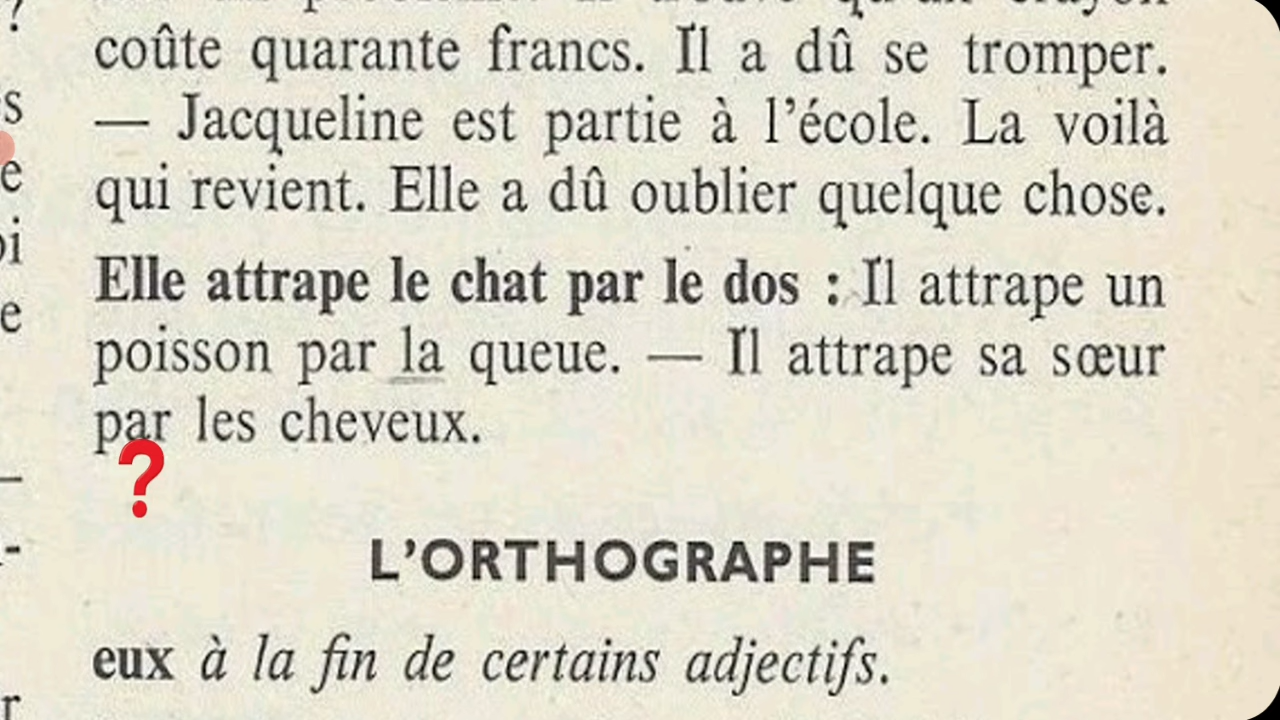 coûte quarante francs. Il a dû se tromper.
— Jacqueline est partie à l'école. La voilà
qui revient. Elle a dû oublier quelque chose.
Elle attrape le chat par le dos : Il attrape un
poisson par la queue. — Il attrape sa sœur
par les cheveux.
❓
L'ORTHOGRAPHE
eux à la fin de certains adjectifs.